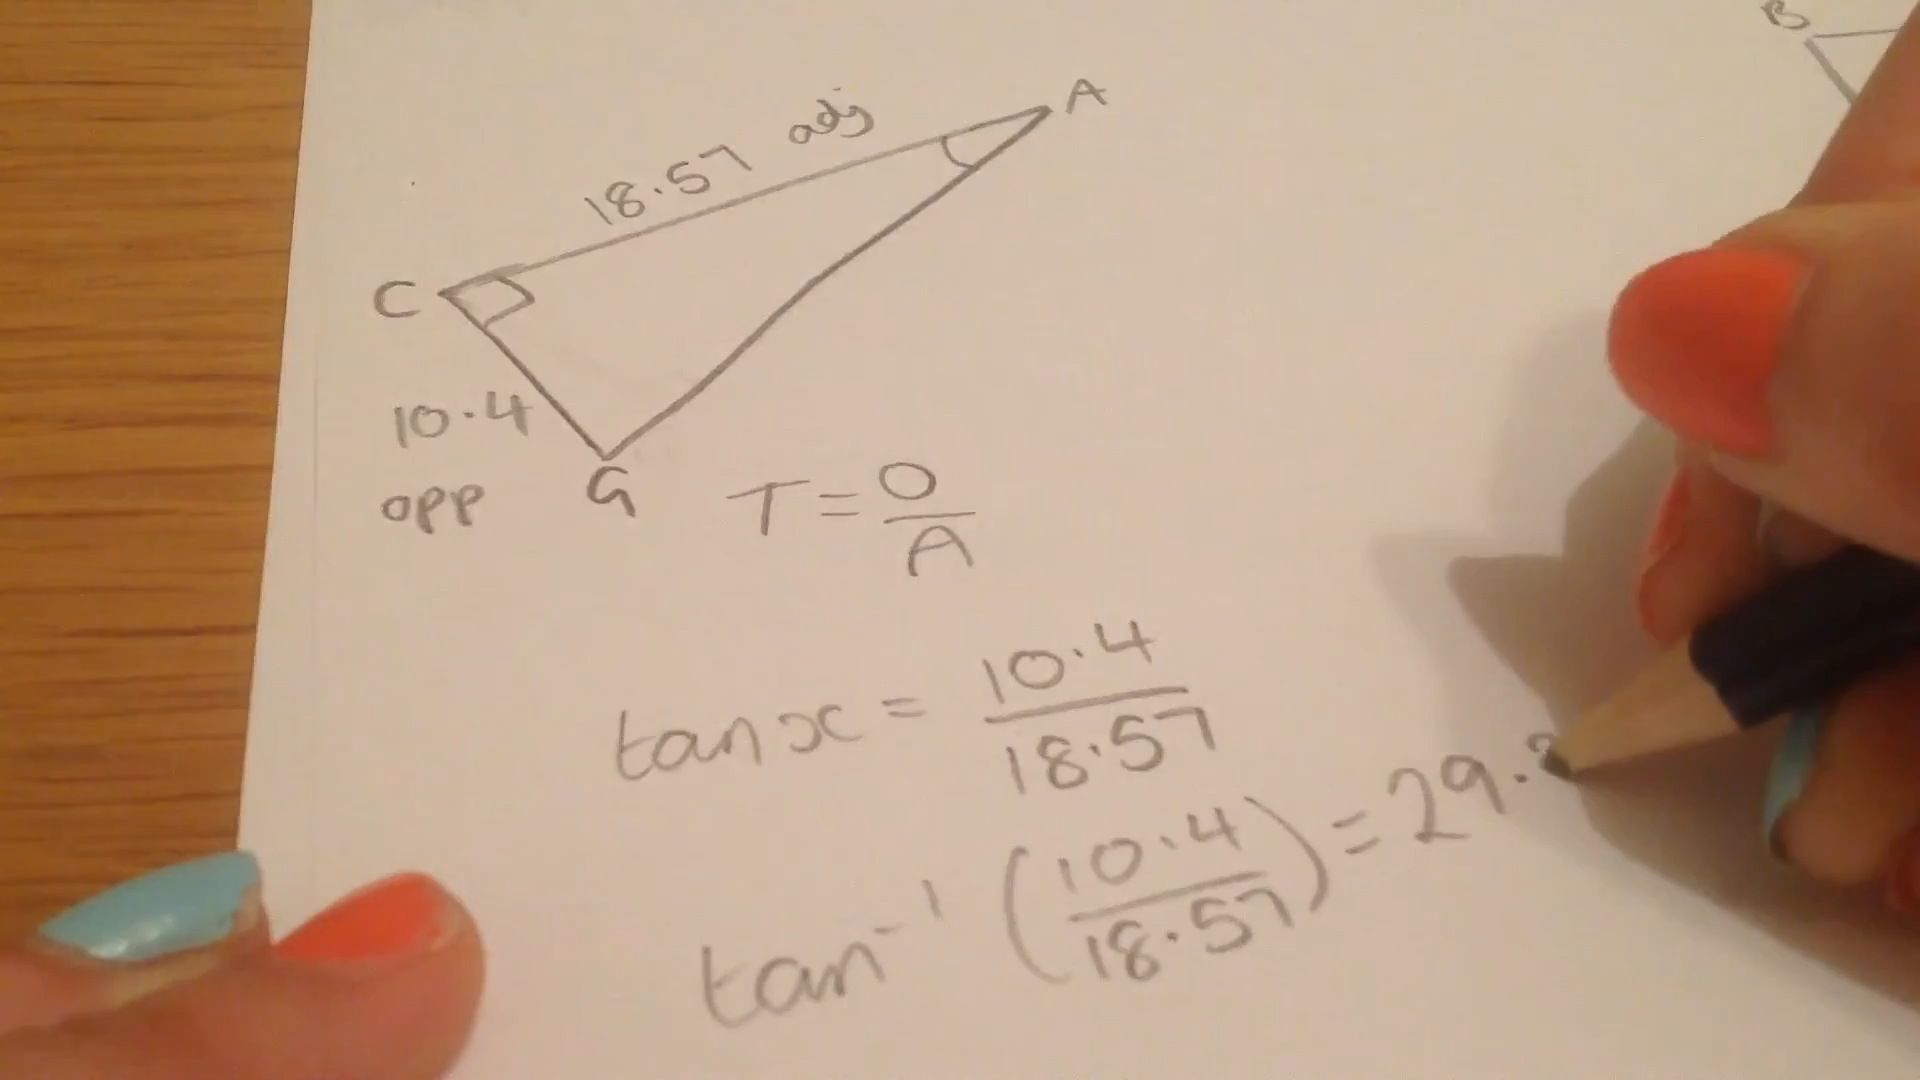 B
A
18.57 adj
C
10.4
opp
G
T = O/A
tan x = 10.4/18.57
tan⁻¹ (10.4/18.57) = 29.